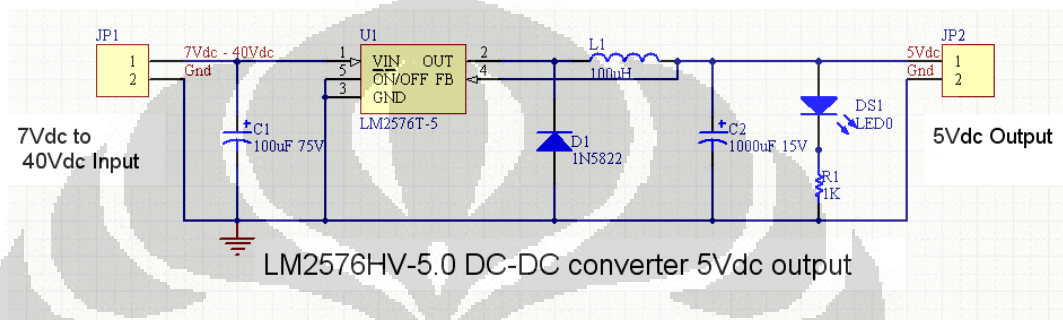 JP1
1
2
7Vdc - 40Vdc
Gnd
7Vdc to
40Vdc Input
C1
100uF 75V
U1
1
5
3
VIN OUT
ON/OFF FB
GND
2
4
LM2576T-5
L1
100uH
D1
1N5822
C2
1000uF 15V
DS1
LED0
R1
1K
5Vdc
Gnd
JP2
1
2
5Vdc Output
LM2576HV-5.0 DC-DC converter 5Vdc output